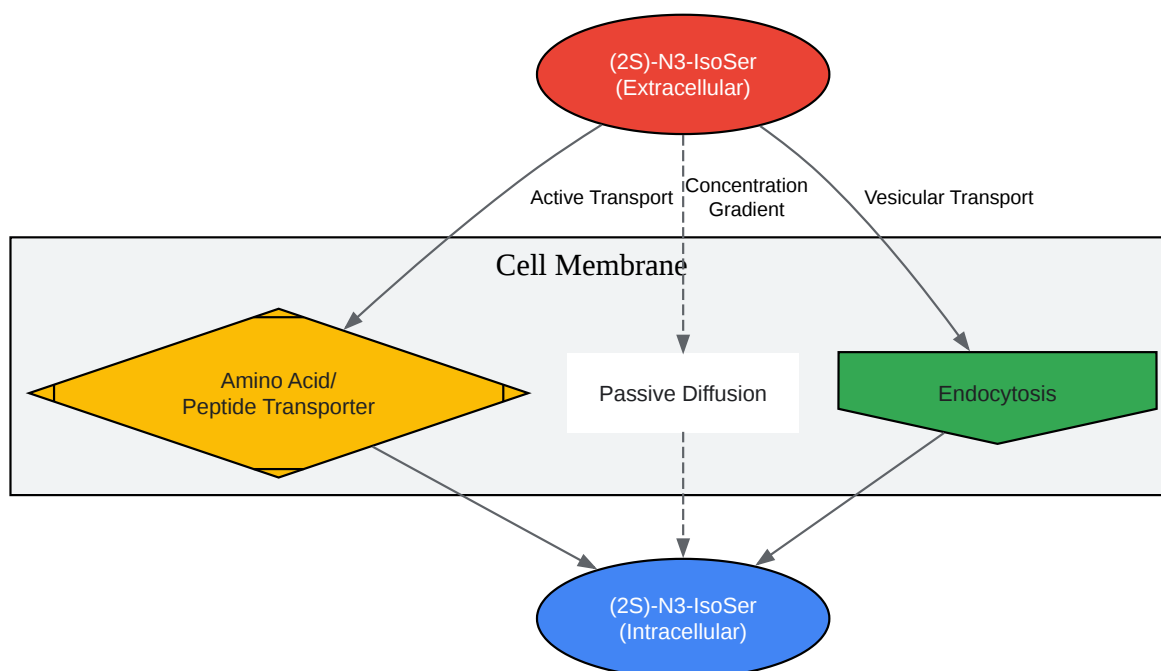 (2S)-N3-IsoSer
(Extracellular)
Active Transport
Concentration
Gradient
Vesicular Transport
Cell Membrane
Amino Acid/
Peptide Transporter
Passive Diffusion
Endocytosis
(2S)-N3-IsoSer
(Intracellular)